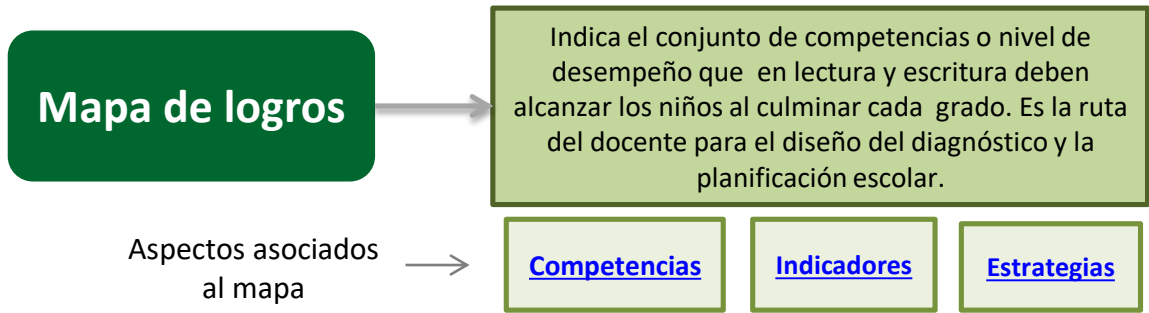 Mapa de logros
Indica el conjunto de competencias o nivel de
desempeño que en lectura y escritura deben
alcanzar los niños al culminar cada grado. Es la ruta
del docente para el diseño del diagnóstico y la
planificación escolar.
Aspectos asociados
al mapa
Competencias
Indicadores
Estrategias